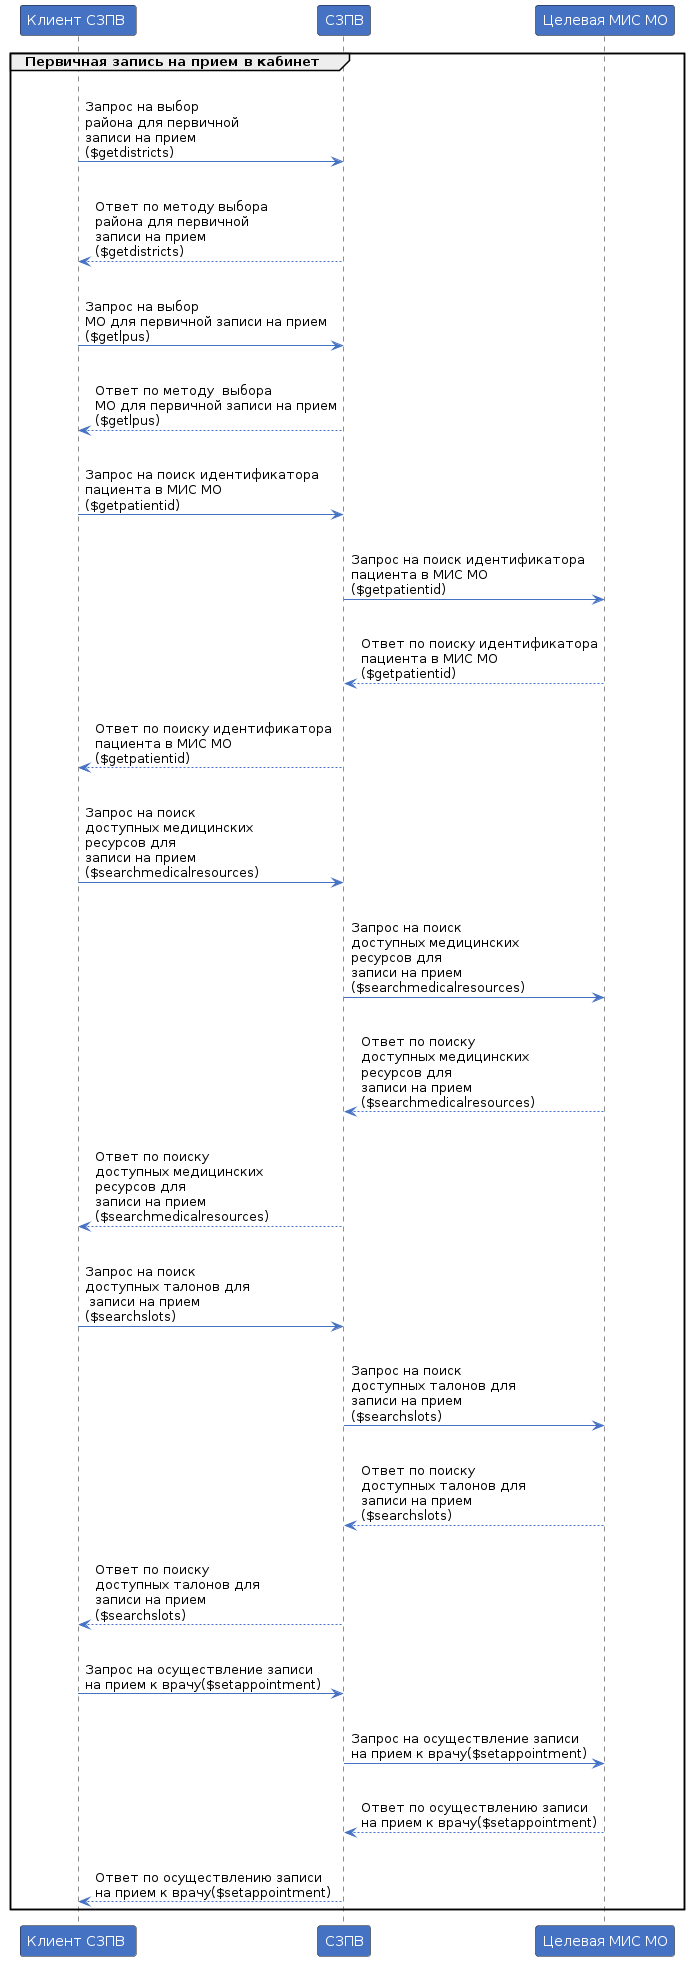 Клиент СЗПВ
СЗПВ
Целевая МИС МО
Первичная запись на прием в кабинет
Запрос на выбор
района для первичной
записи на прием
($getdistricts)
Ответ по методу выбора
района для первичной
записи на прием
($getdistricts)
Запрос на выбор
МО для первичной записи на прием
($getlpus)
Ответ по методу  выбора
МО для первичной записи на прием
($getlpus)
Запрос на поиск идентификатора
пациента в МИС МО
($getpatientid)
Запрос на поиск идентификатора
пациента в МИС МО
($getpatientid)
Ответ по поиску идентификатора
пациента в МИС МО
($getpatientid)
Ответ по поиску идентификатора
пациента в МИС МО
($getpatientid)
Запрос на поиск
доступных медицинских
ресурсов для
записи на прием
($searchmedicalresources)
Запрос на поиск
доступных медицинских
ресурсов для
записи на прием
($searchmedicalresources)
Ответ по поиску
доступных медицинских
ресурсов для
записи на прием
($searchmedicalresources)
Ответ по поиску
доступных медицинских
ресурсов для
записи на прием
($searchmedicalresources)
Запрос на поиск
доступных талонов для
записи на прием
($searchslots)
Запрос на поиск
доступных талонов для
записи на прием
($searchslots)
Ответ по поиску
доступных талонов для
записи на прием
($searchslots)
Ответ по поиску
доступных талонов для
записи на прием
($searchslots)
Запрос на осуществление записи
на прием к врачу($setappointment)
Запрос на осуществление записи
на прием к врачу($setappointment)
Ответ по осуществлению записи
на прием к врачу($setappointment)
Ответ по осуществлению записи
на прием к врачу($setappointment)
Клиент СЗПВ
СЗПВ
Целевая МИС МО